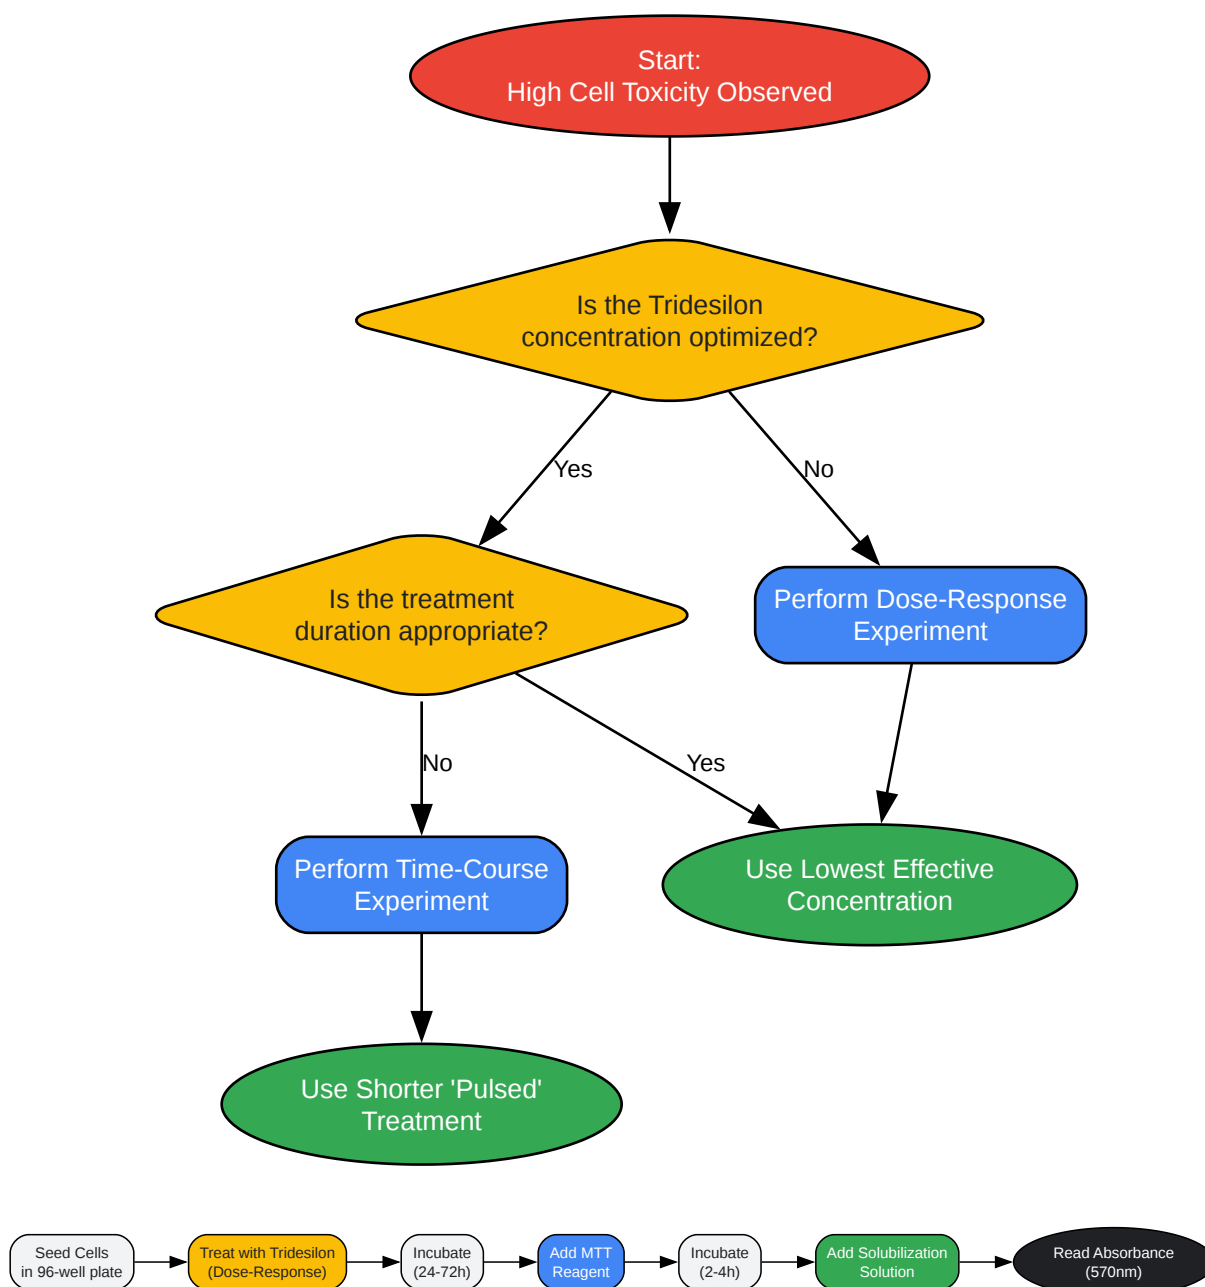 Start:
High Cell Toxicity Observed
Is the Tridesilon
concentration optimized?
Yes
No
Is the treatment
duration appropriate?
Perform Dose-Response
Experiment
No
Yes
Perform Time-Course
Experiment
Use Lowest Effective
Concentration
Use Shorter 'Pulsed'
Treatment
Seed Cells
in 96-well plate
Treat with Tridesilon
(Dose-Response)
Incubate
(24-72h)
Add MTT
Reagent
Incubate
(2-4h)
Add Solubilization
Solution
Read Absorbance
(570nm)